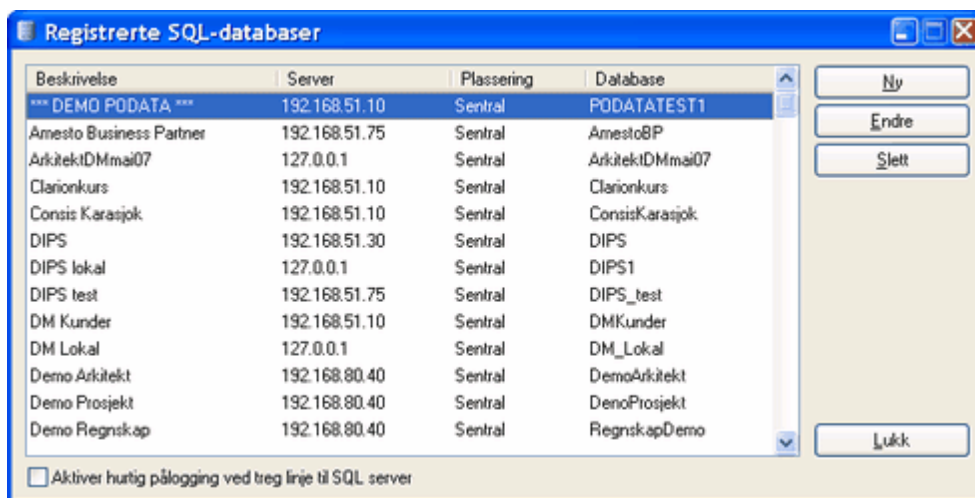 Registrerte SQL-databaser
Beskrivelse Server Plassering Database
*** DEMO PODATA *** 192.168.51.10 Sentral PODATATEST1
Amesto Business Partner 192.168.51.75 Sentral AmestoBP
ArkitektDMmai07 127.0.0.1 Sentral ArkitektDMmai07
Clarionkurs 192.168.51.10 Sentral Clarionkurs
Consis Karasjok 192.168.51.10 Sentral ConsisKarasjok
DIPS 192.168.51.30 Sentral DIPS
DIPS lokal 127.0.0.1 Sentral DIPS1
DIPS test 192.168.51.75 Sentral DIPS_test
DM Kunder 192.168.51.10 Sentral DMKunder
DM Lokal 127.0.0.1 Sentral DM_Lokal
Demo Arkitekt 192.168.80.40 Sentral DemoArkitekt
Demo Prosjekt 192.168.80.40 Sentral DenoProsjekt
Demo Regnskap 192.168.80.40 Sentral RegnskapDemo
Ny
Endre
Slett
Lukk
Aktiver hurtig pålogging ved treg linje til SQL server